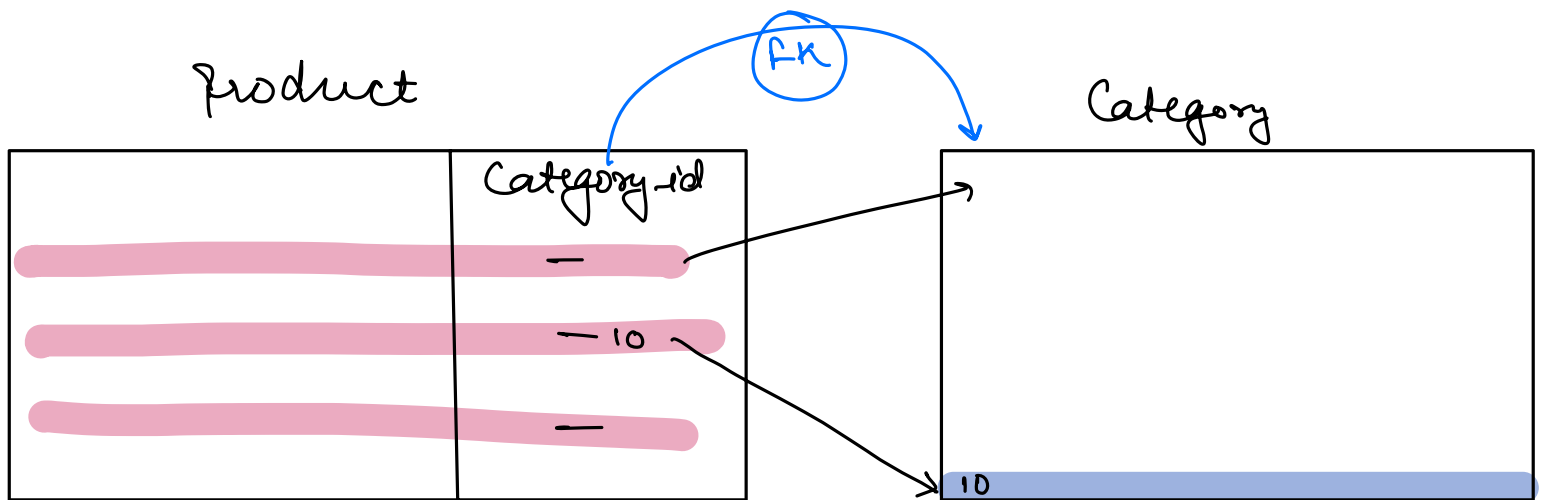 FK
Product
Category
Category-id
—
— 10
—
10